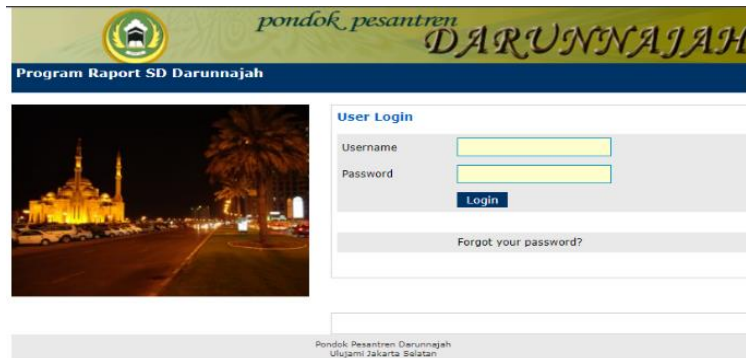 pondok pesantren
DARUNNAJAH
Program Raport SD Darunnajah
User Login
Username
Password
Login
Forgot your password?
Pondok Pesantren Darunnajah
Ulujami Jakarta Selatan